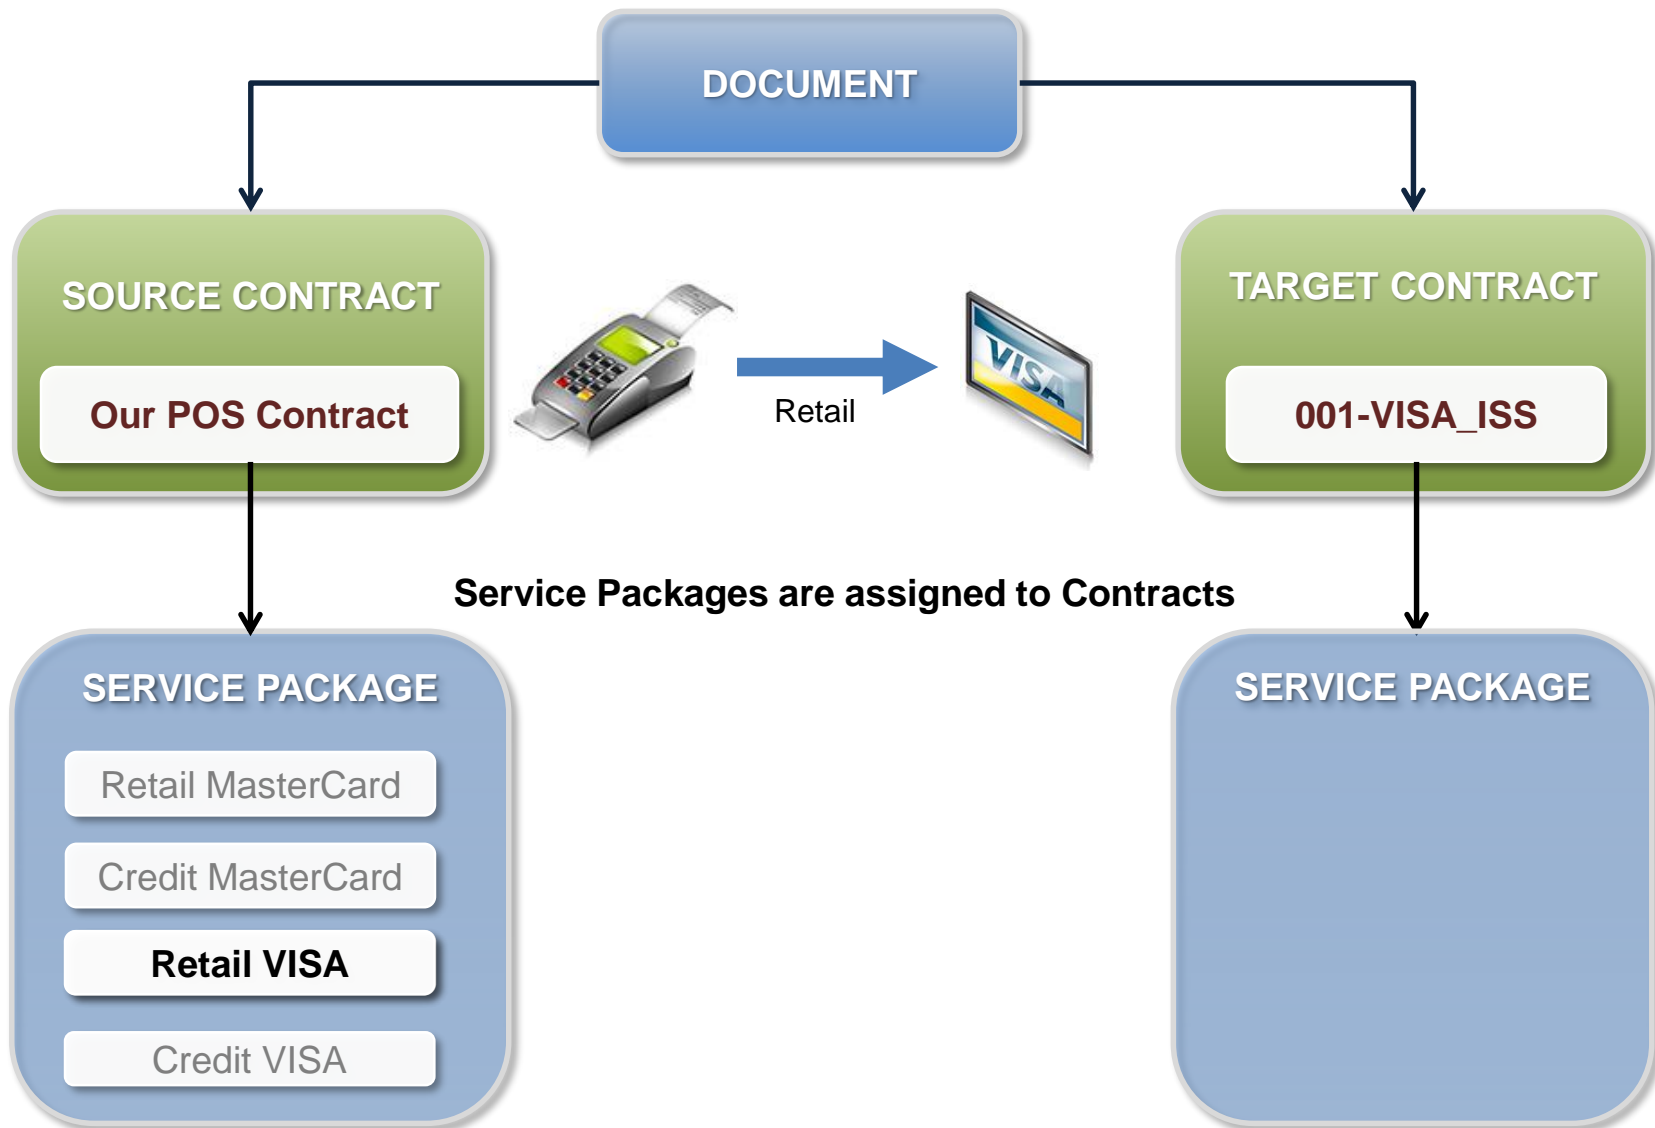 DOCUMENT
SOURCE CONTRACT
Our POS Contract
VISA
Retail
TARGET CONTRACT
001-VISA_ISS
Service Packages are assigned to Contracts
SERVICE PACKAGE
Retail MasterCard
Credit MasterCard
Retail VISA
Credit VISA
SERVICE PACKAGE